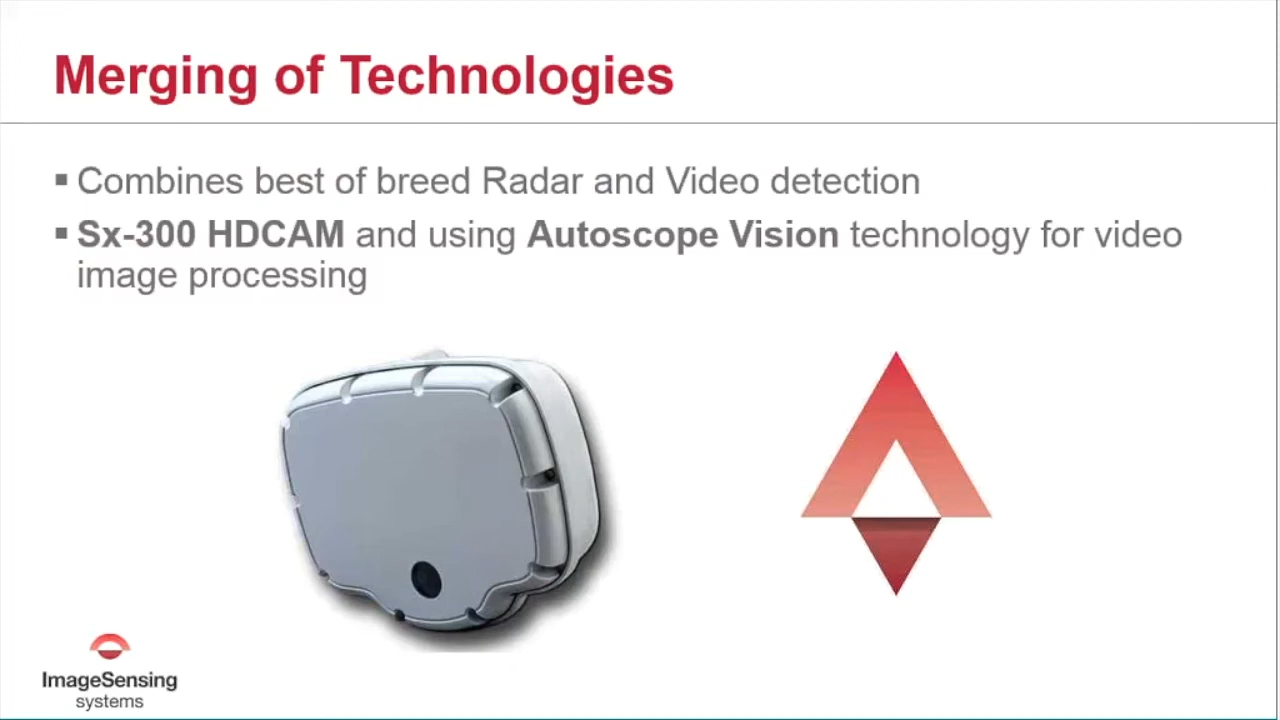 Merging of Technologies
▪ Combines best of breed Radar and Video detection
▪ Sx-300 HDCAM and using Autoscope Vision technology for video
image processing
ImageSensing
systems